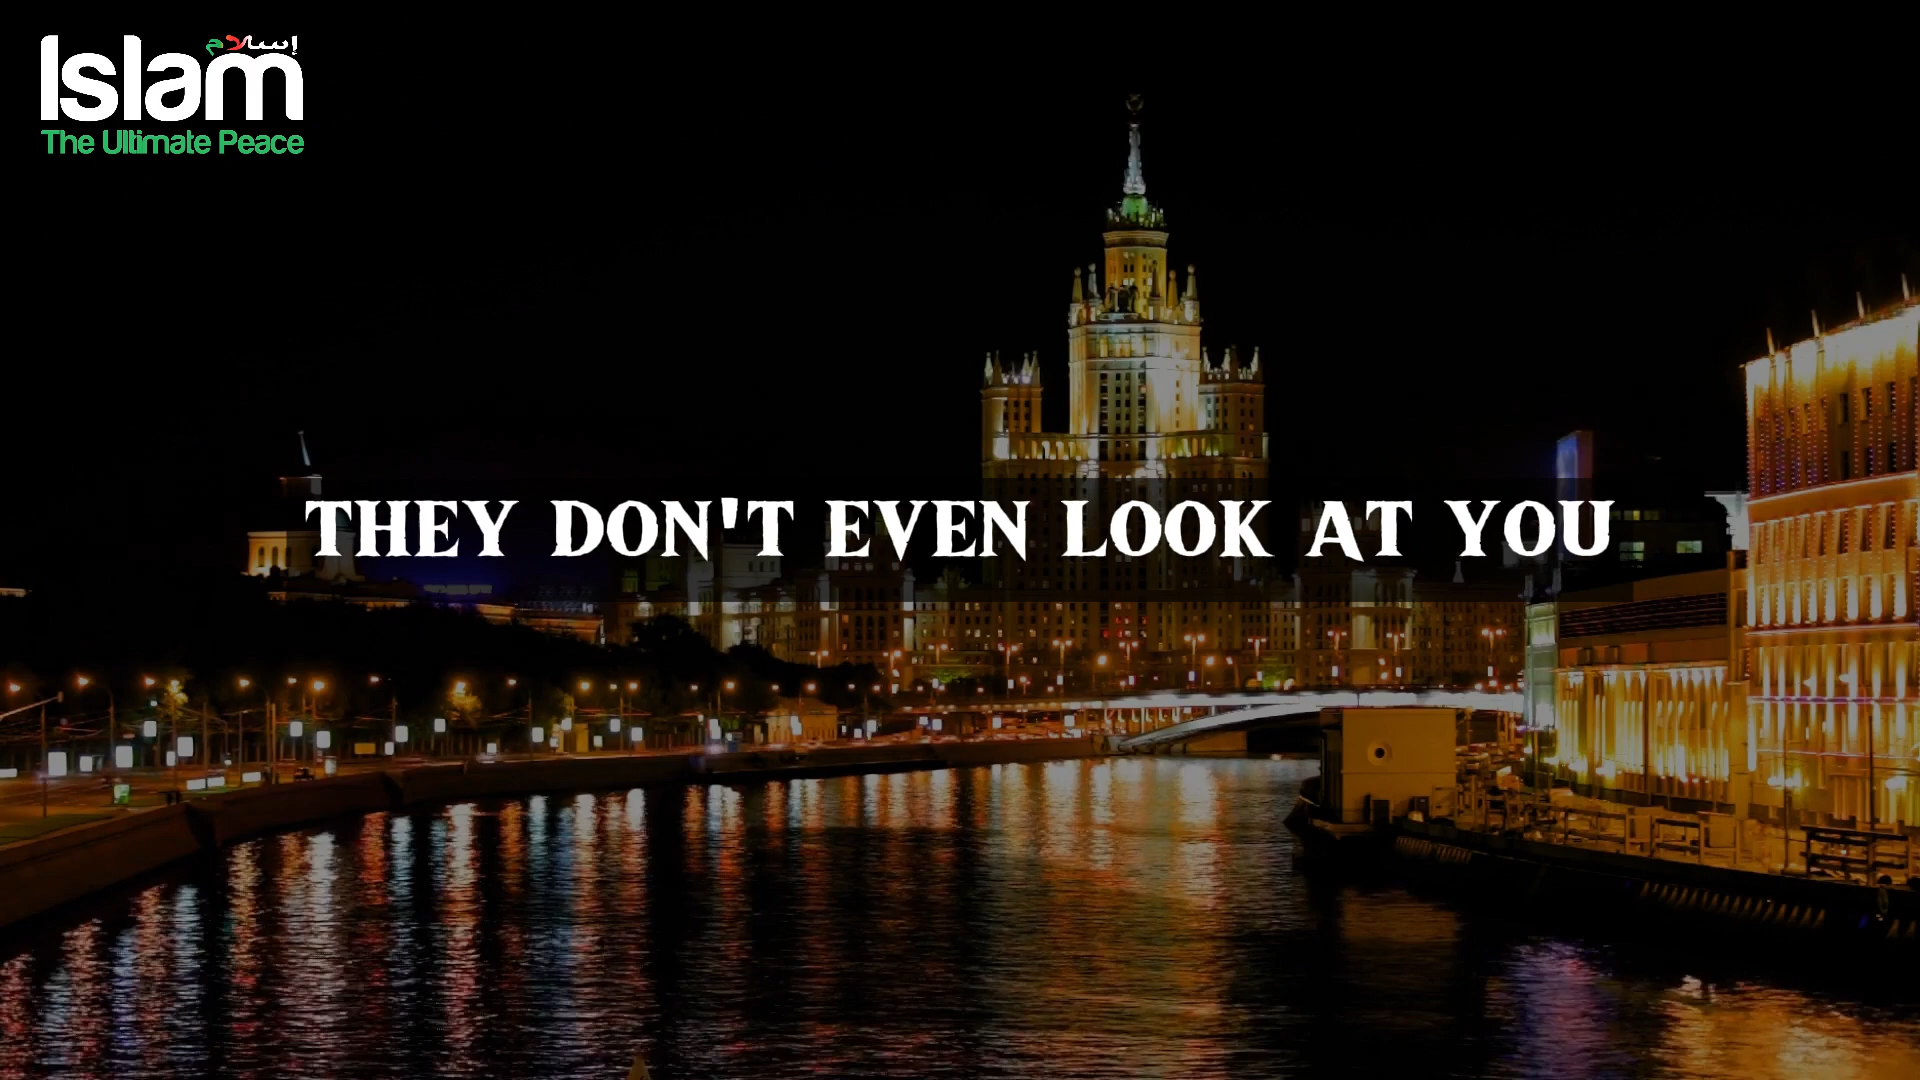 إسلام
Islam
The Ultimate Peace
THEY DON'T EVEN LOOK AT YOU